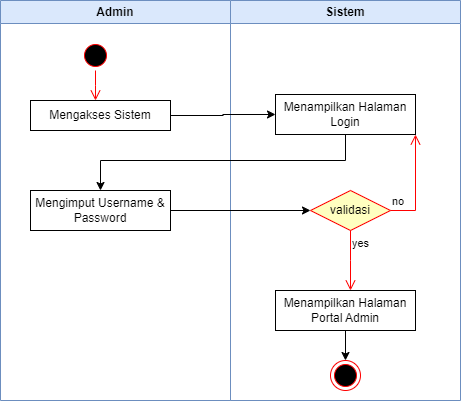 Admin
Sistem
Mengakses Sistem
Menampilkan Halaman
Login
Mengimput Username &
Password
validasi
no
yes
Menampilkan Halaman
Portal Admin